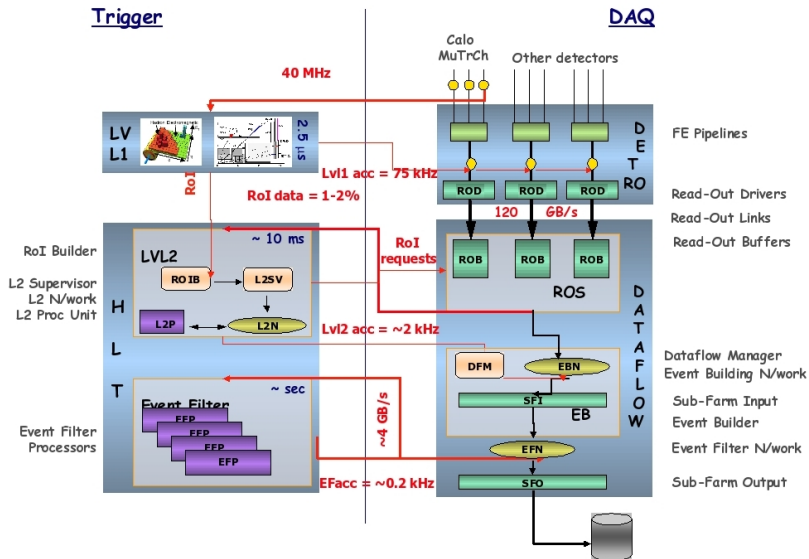 Trigger
DAQ
Calo
MuTrCh
Other detectors
40 MHz
LV
L1
2.5 μs
DETRO
FE Pipelines
Lvl1 acc = 75 kHz
RoI
RoI data = 1-2%
ROD
ROD
ROD
Read-Out Drivers
120 GB/s
Read-Out Links
Read-Out Buffers
~ 10 ms
RoI
requests
RoI Builder
LVL2
ROIB
L2SV
ROB
ROB
ROB
ROS
L2 Supervisor
L2 N/work
L2 Proc Unit
L2P
L2N
HLT
DATAFLOW
Lvl2 acc = ~2 kHz
DFM
EBN
Dataflow Manager
Event Building N/work
~ sec
~4 GB/s
SFI
EB
Sub-Farm Input
Event Builder
Event Filter
EFP
EFP
EFP
EFP
Event Filter
Processors
EFN
Event Filter N/work
EFacc = ~0.2 kHz
SFO
Sub-Farm Output